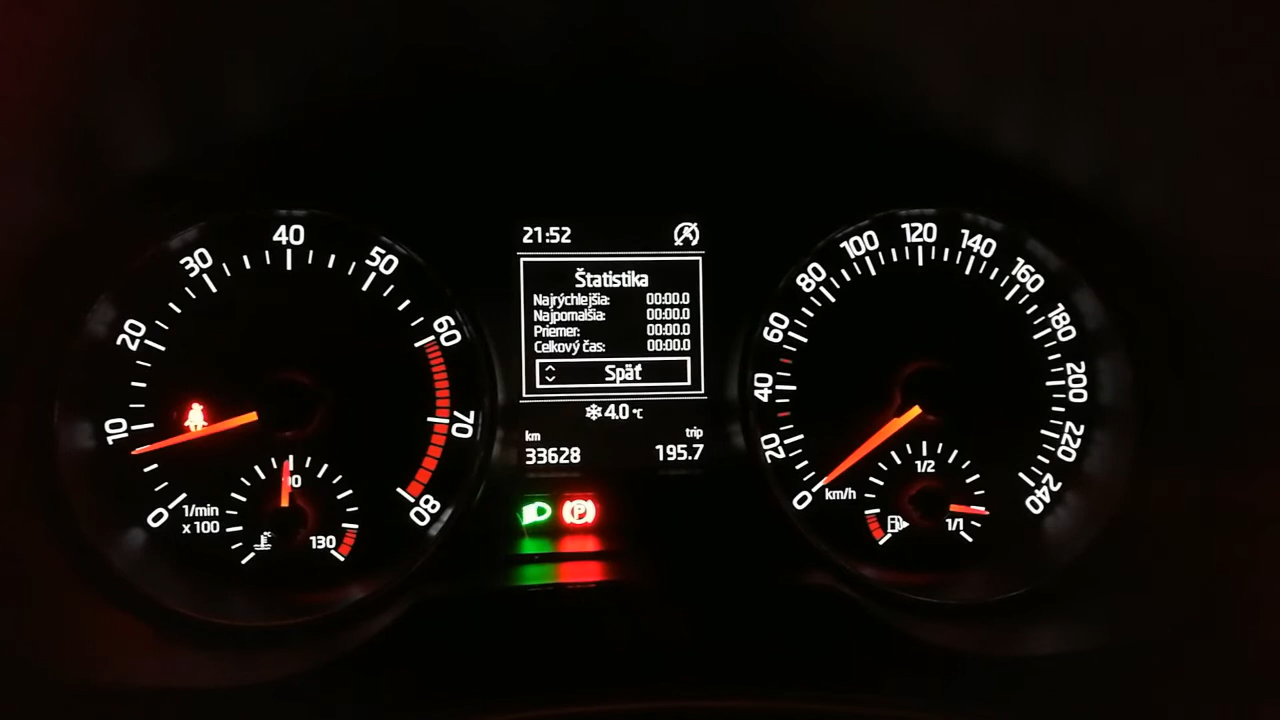 0
10
20
30
40
50
60
70
80
1/min
x 100
90
130
°C
21:52
Štatistika
Najrýchlejšia: 00:00.0
Najpomalšia: 00:00.0
Priemer: 00:00.0
Celkový čas: 00:00.0
Späť
4.0 °C
km
33628
trip
195.7
P
0
20
40
60
80
100
120
140
160
180
200
220
240
km/h
1/2
1/1